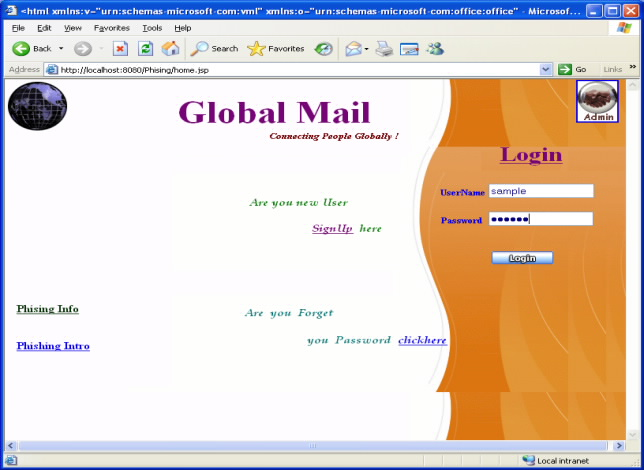 <html xmlns:v="urn:schemas-microsoft-com:vml" xmlns:o="urn:schemas-microsoft-com:office:office" - Microsof...
File Edit View Favorites Tools Help
Back Search Favorites
Address http://localhost:8080/Phising/home.jsp Go Links »
Global Mail
Connecting People Globally !
Admin
Login
UserName sample
Password ●●●●●●
Login
Are you new User
SignUp here
Phising Info
Are you Forget
you Password clickhere
Phishing Intro
Local intranet